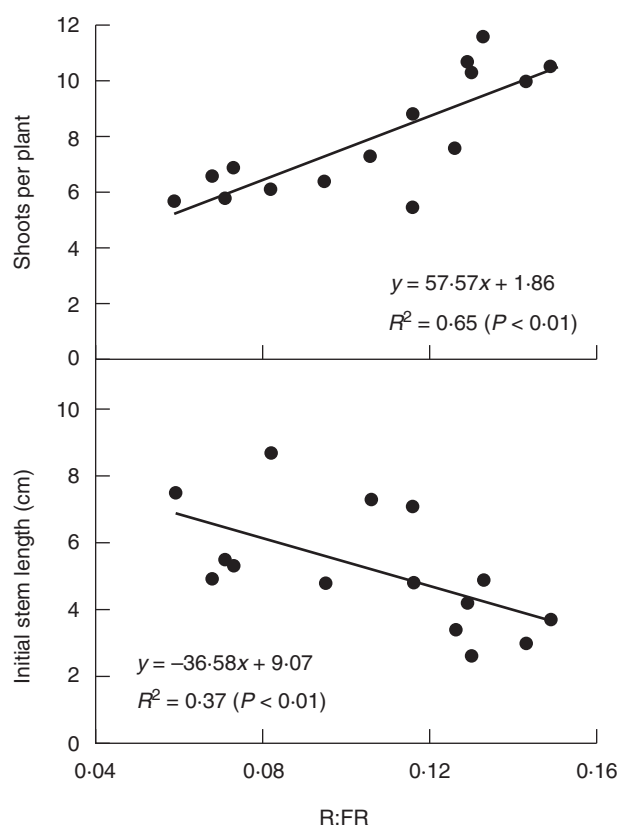 12
10
8
6
4
2
0
Shoots per plant
y = 57·57x + 1·86
R² = 0·65 (P < 0·01)
10
8
6
4
2
0
Initial stem length (cm)
y = –36·58x + 9·07
R² = 0·37 (P < 0·01)
0·04 0·08 0·12 0·16
R:FR